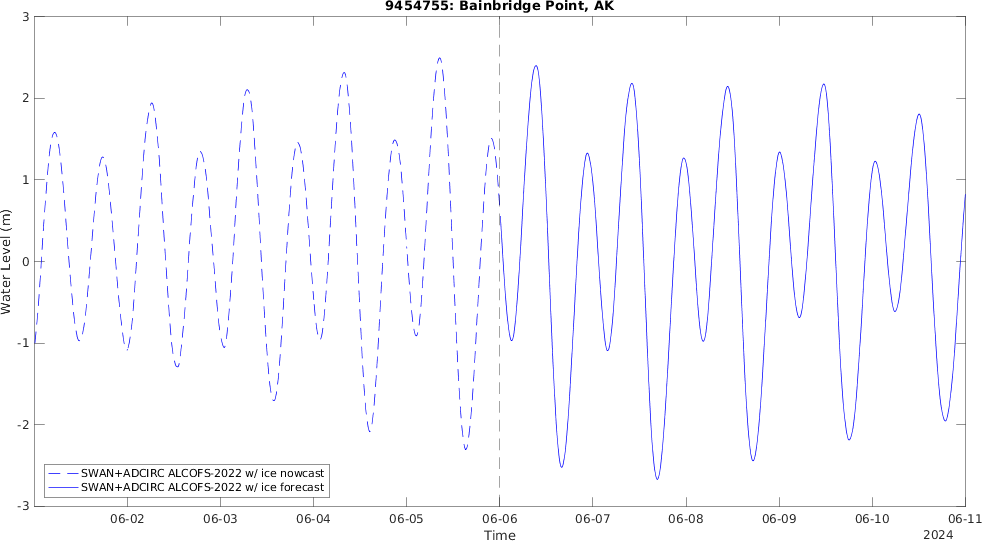 9454755: Bainbridge Point, AK
3
2
1
0
-1
-2
-3
Water Level (m)
SWAN+ADCIRC ALCOFS-2022 w/ ice nowcast
SWAN+ADCIRC ALCOFS-2022 w/ ice forecast
06-02 06-03 06-04 06-05 06-06 06-07 06-08 06-09 06-10 06-11
Time
2024